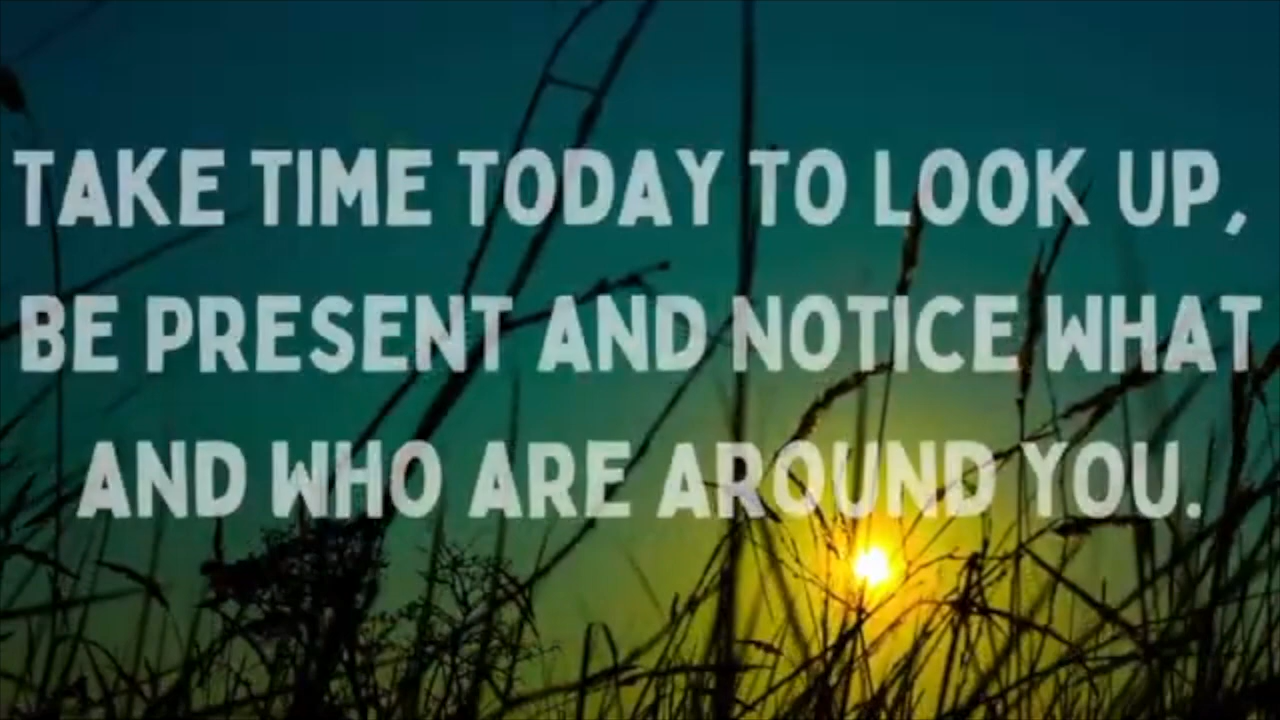 TAKE TIME TODAY TO LOOK UP,
BE PRESENT AND NOTICE WHAT
AND WHO ARE AROUND YOU.